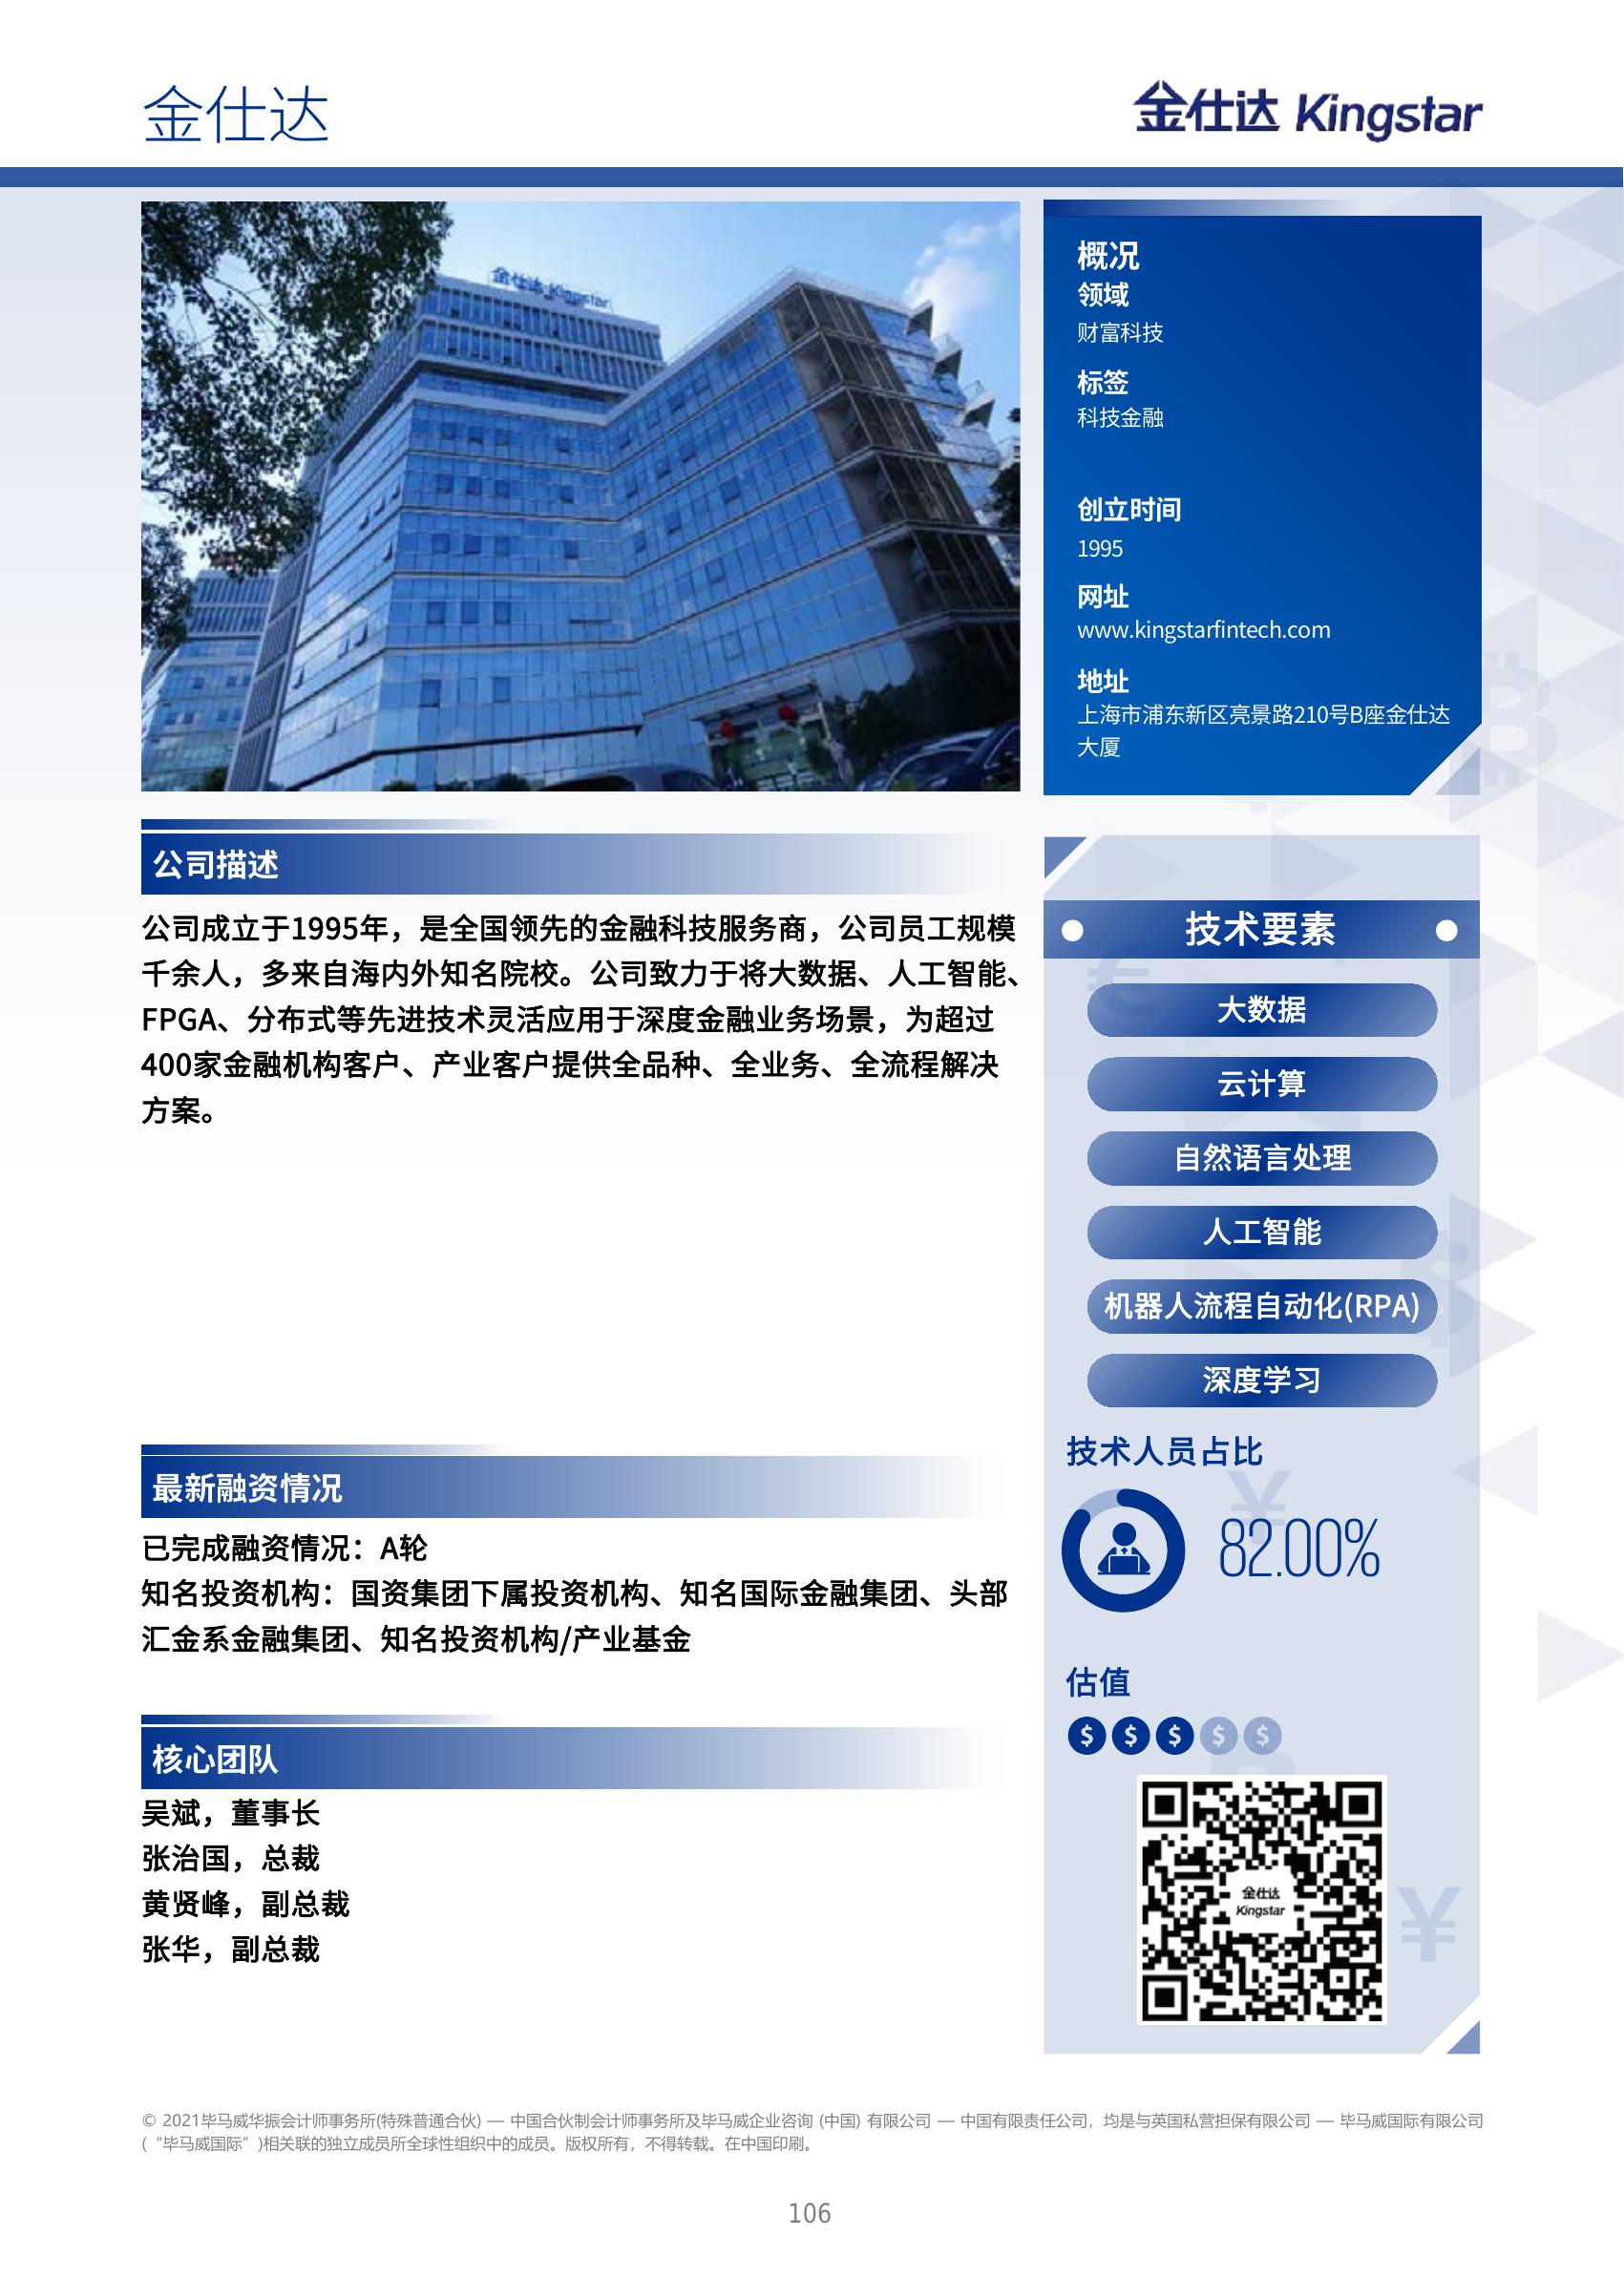 金仕达
金仕达 Kingstar
金仕达 Kingstar
概况
领域
财富科技
标签
科技金融
创立时间
1995
网址
www.kingstarfintech.com
地址
上海市浦东新区亮景路210号B座金仕达
大厦
公司描述
公司成立于1995年，是全国领先的金融科技服务商，公司员工规模
千余人，多来自海内外知名院校。公司致力于将大数据、人工智能、
FPGA、分布式等先进技术灵活应用于深度金融业务场景，为超过
400家金融机构客户、产业客户提供全品种、全业务、全流程解决
方案。
最新融资情况
已完成融资情况：A轮
知名投资机构：国资集团下属投资机构、知名国际金融集团、头部
汇金系金融集团、知名投资机构/产业基金
核心团队
吴斌，董事长
张治国，总裁
黄贤峰，副总裁
张华，副总裁
技术要素
大数据
云计算
自然语言处理
人工智能
机器人流程自动化(RPA)
深度学习
技术人员占比
82.00%
估值
$ $ $ $ $
金仕达
Kingstar
© 2021毕马威华振会计师事务所(特殊普通合伙) — 中国合伙制会计师事务所及毕马威企业咨询 (中国) 有限公司 — 中国有限责任公司，均是与英国私营担保有限公司 — 毕马威国际有限公司
(“毕马威国际”)相关联的独立成员所全球性组织中的成员。版权所有，不得转载。在中国印刷。
106